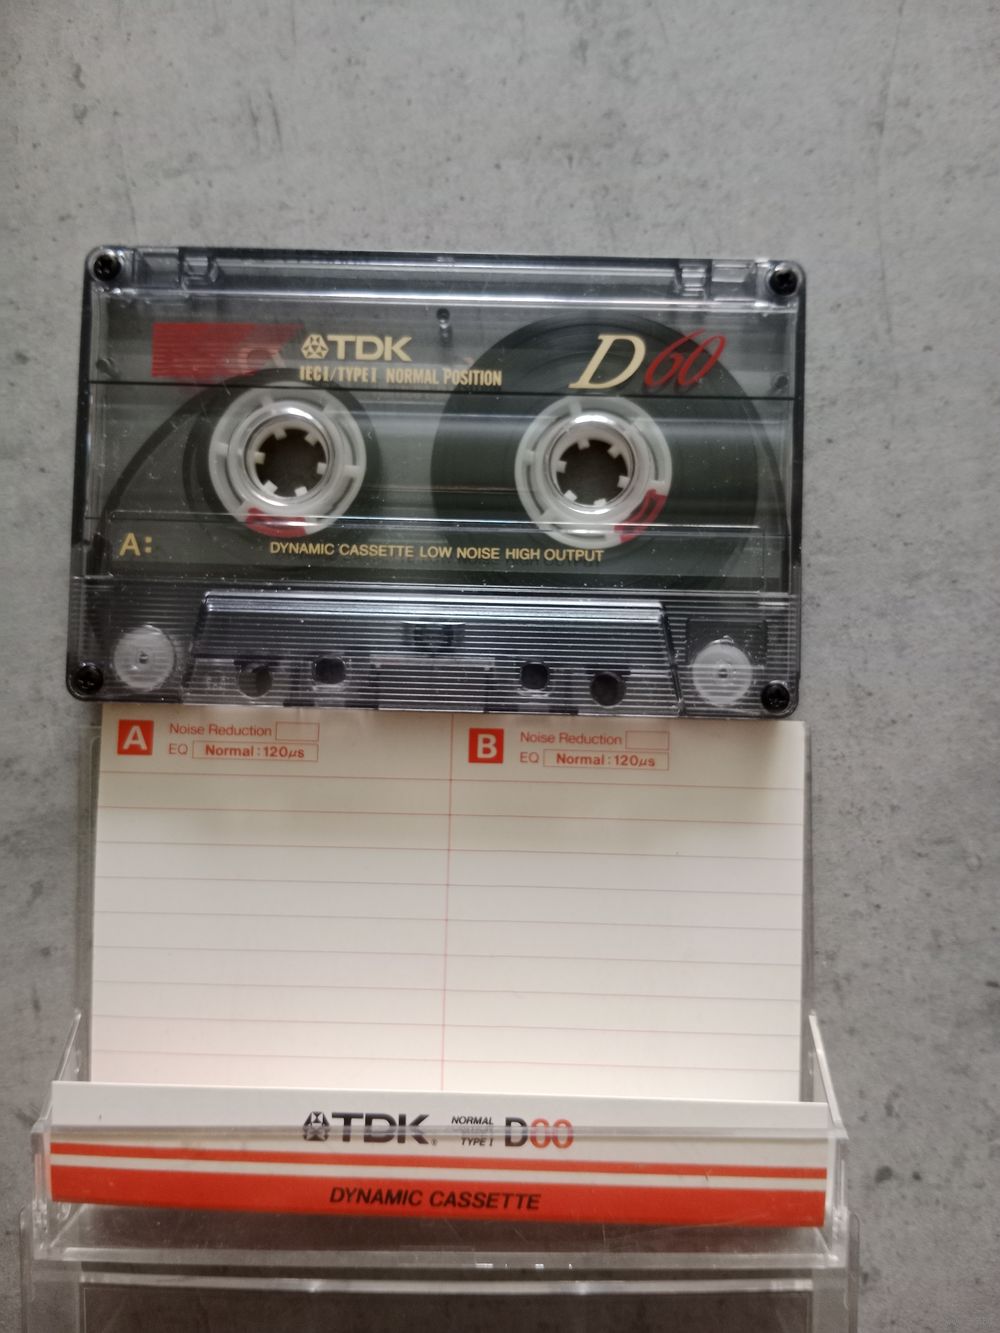 TDK
D60
IEC I/TYPE I NORMAL POSITION
A:
DYNAMIC CASSETTE LOW NOISE HIGH OUTPUT
A Noise Reduction
EQ Normal:120µs
B Noise Reduction
EQ Normal:120µs
TDK® NORMAL TYPE I D60
DYNAMIC CASSETTE